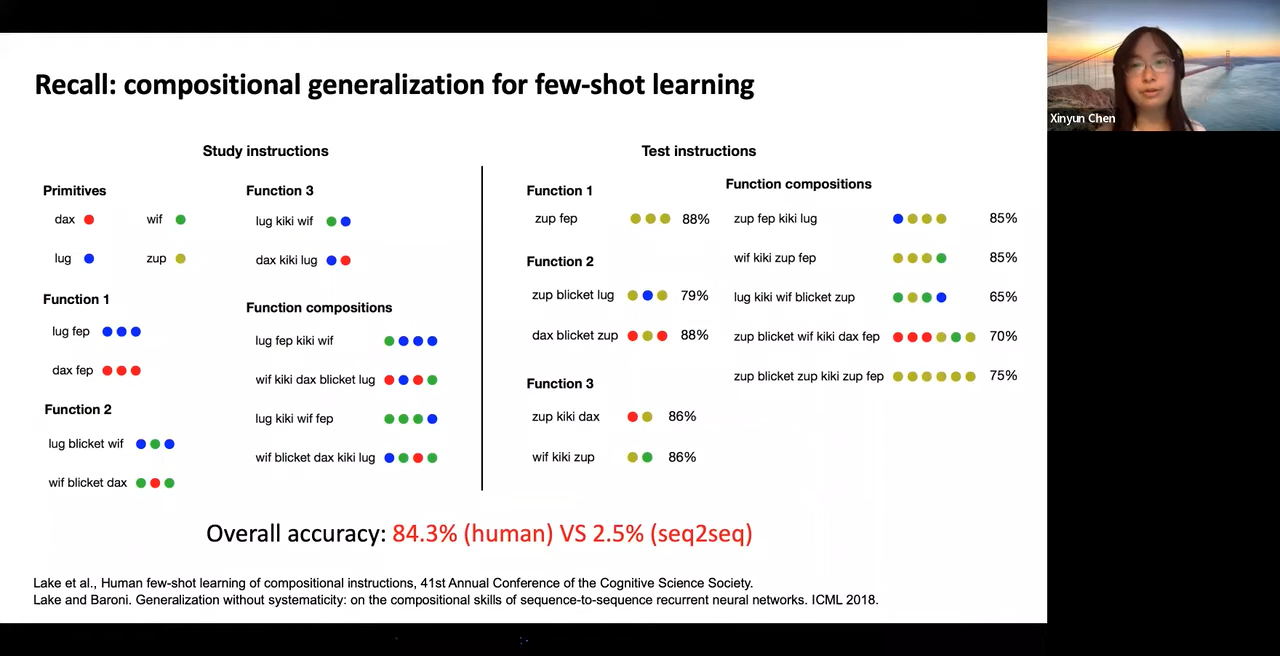 Recall: compositional generalization for few-shot learning
Xinyun Chen
Study instructions
Primitives
dax
wif
lug
zup
Function 1
lug fep
dax fep
Function 2
lug blicket wif
wif blicket dax
Function 3
lug kiki wif
dax kiki lug
Function compositions
lug fep kiki wif
wif kiki dax blicket lug
lug kiki wif fep
wif blicket dax kiki lug
Test instructions
Function 1
zup fep 88%
Function 2
zup blicket lug 79%
dax blicket zup 88%
Function 3
zup kiki dax 86%
wif kiki zup 86%
Function compositions
zup fep kiki lug 85%
wif kiki zup fep 85%
lug kiki wif blicket zup 65%
zup blicket wif kiki dax fep 70%
zup blicket zup kiki zup fep 75%
Overall accuracy: 84.3% (human) VS 2.5% (seq2seq)
Lake et al., Human few-shot learning of compositional instructions, 41st Annual Conference of the Cognitive Science Society.
Lake and Baroni. Generalization without systematicity: on the compositional skills of sequence-to-sequence recurrent neural networks. ICML 2018.